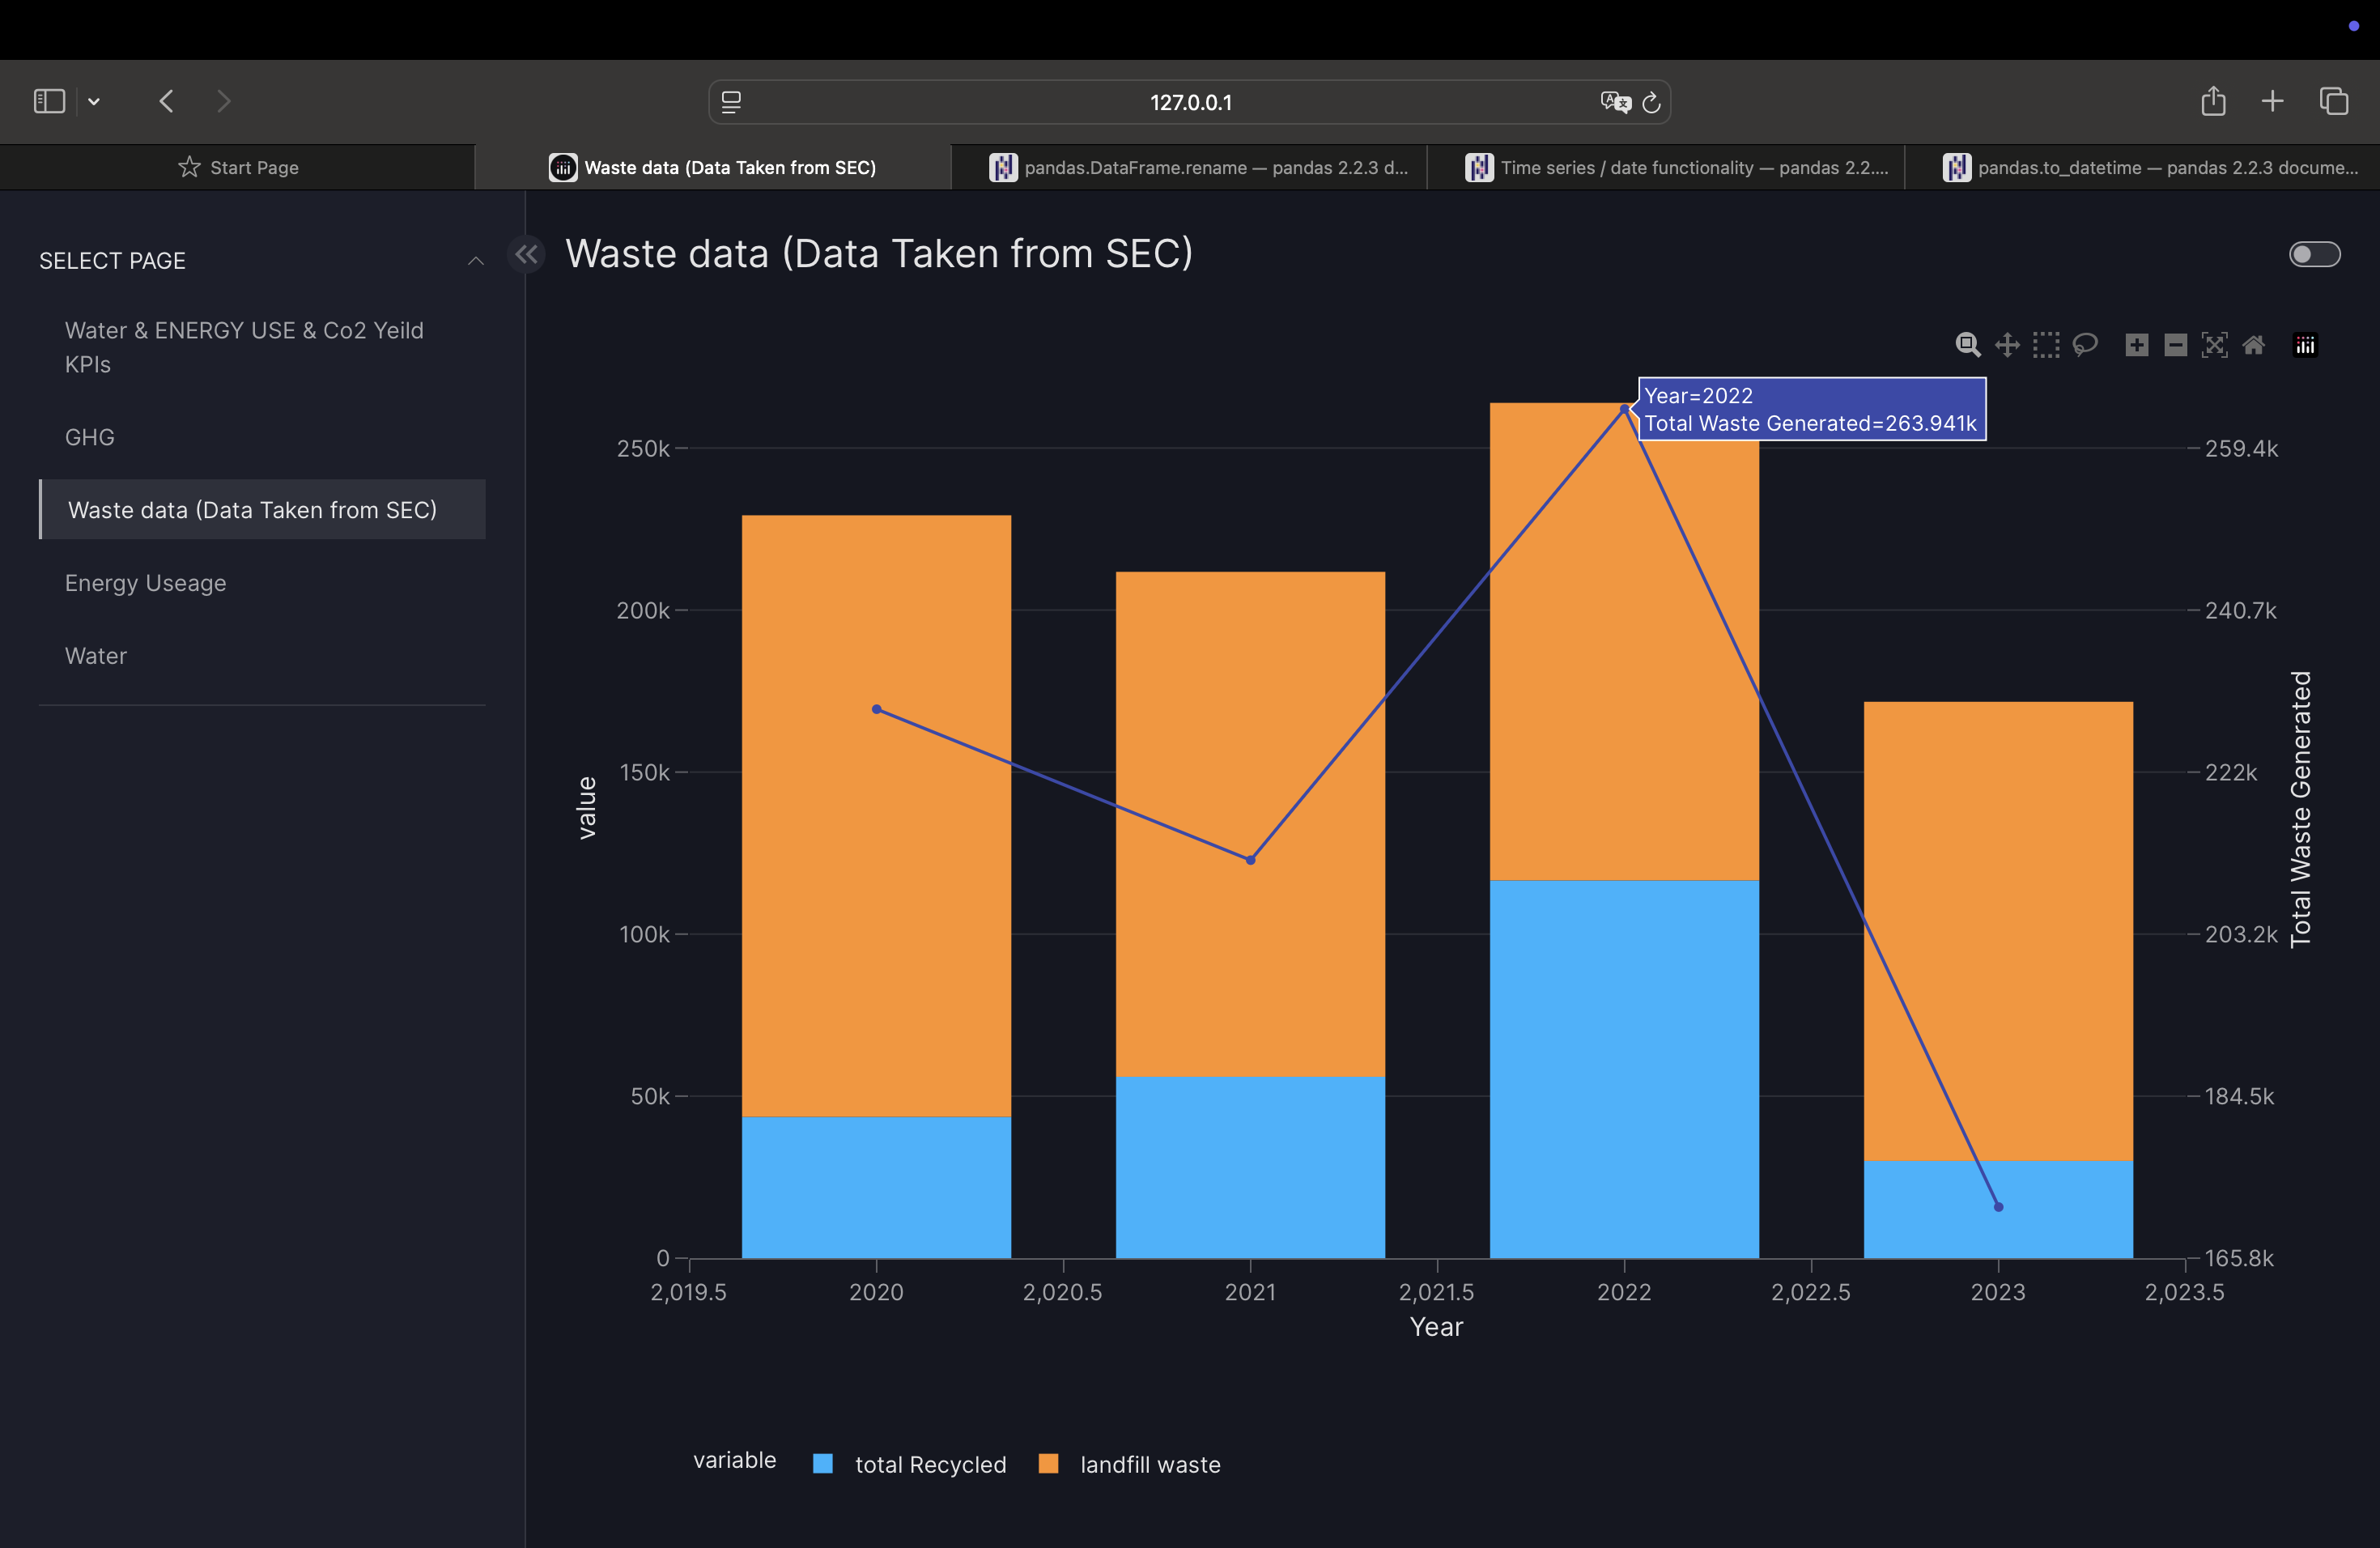 127.0.0.1
Start Page
Waste data (Data Taken from SEC)
pandas.DataFrame.rename — pandas 2.2.3 d...
Time series / date functionality — pandas 2.2....
pandas.to_datetime — pandas 2.2.3 docume...
SELECT PAGE
Water & ENERGY USE & Co2 Yeild
KPIs
GHG
Waste data (Data Taken from SEC)
Energy Useage
Water
Waste data (Data Taken from SEC)
Year=2022
Total Waste Generated=263.941k
250k
200k
150k
100k
50k
0
value
259.4k
240.7k
222k
203.2k
184.5k
165.8k
Total Waste Generated
2,019.5
2020
2,020.5
2021
2,021.5
2022
2,022.5
2023
2,023.5
Year
variable
total Recycled
landfill waste